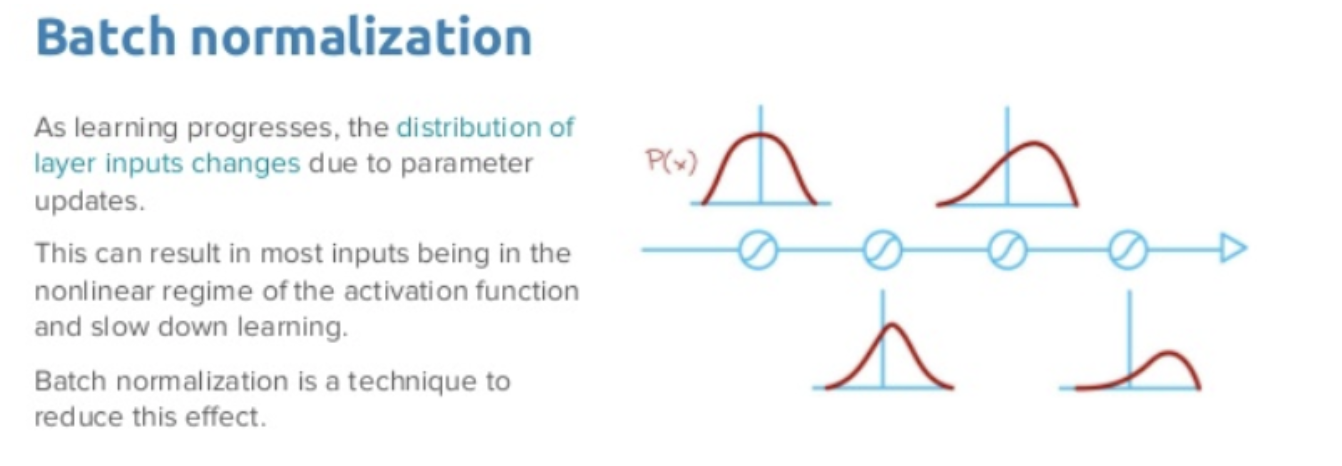 Batch normalization
As learning progresses, the distribution of
layer inputs changes due to parameter
updates.
This can result in most inputs being in the
nonlinear regime of the activation function
and slow down learning.
Batch normalization is a technique to
reduce this effect.
P(x)